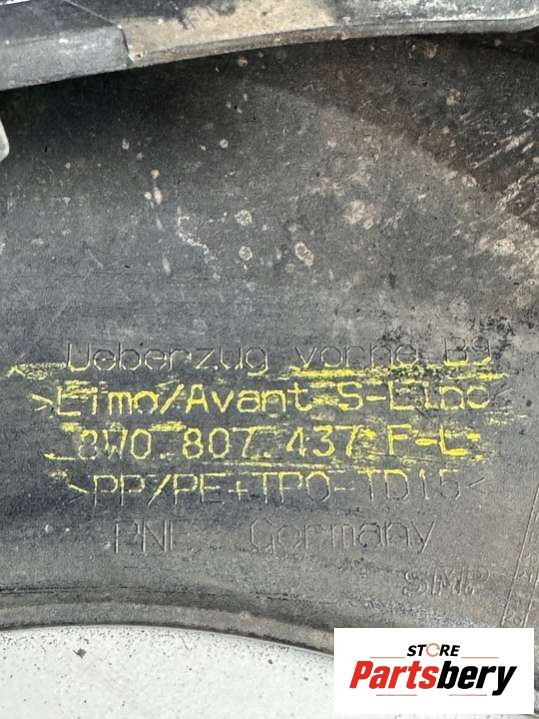 Ueberzug vorne B9
>Limo/Avant S-Line
8W0.807.437 F-L
>PP/PE+TPO-TD15<
PNE Germany
SMP
STORE
Partsbery